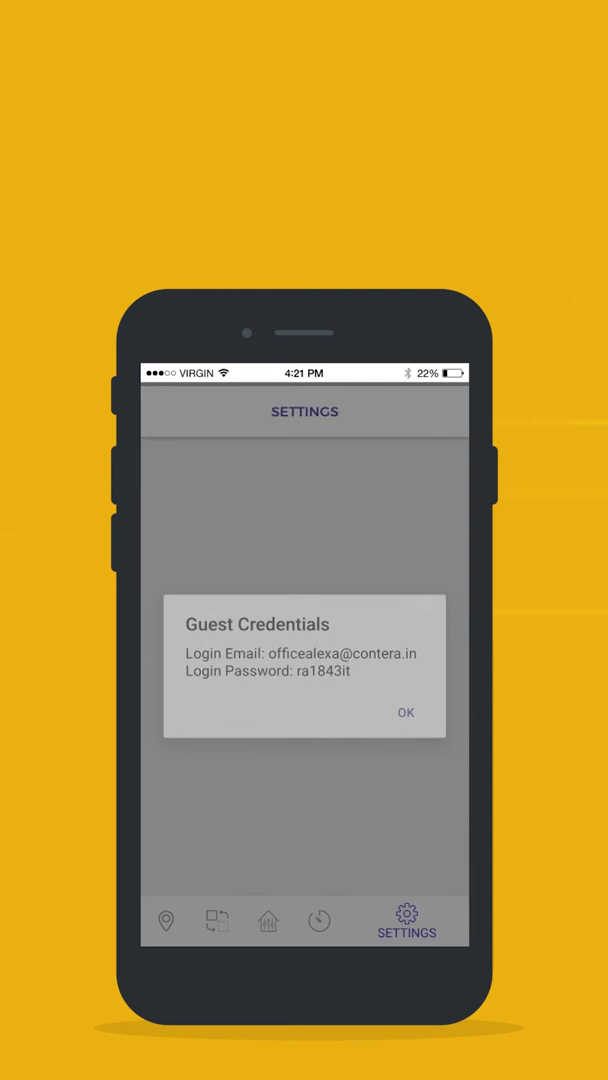 VIRGIN 4:21 PM 22%
SETTINGS
Guest Credentials
Login Email: officealexa@contera.in
Login Password: ra1843it
OK
SETTINGS